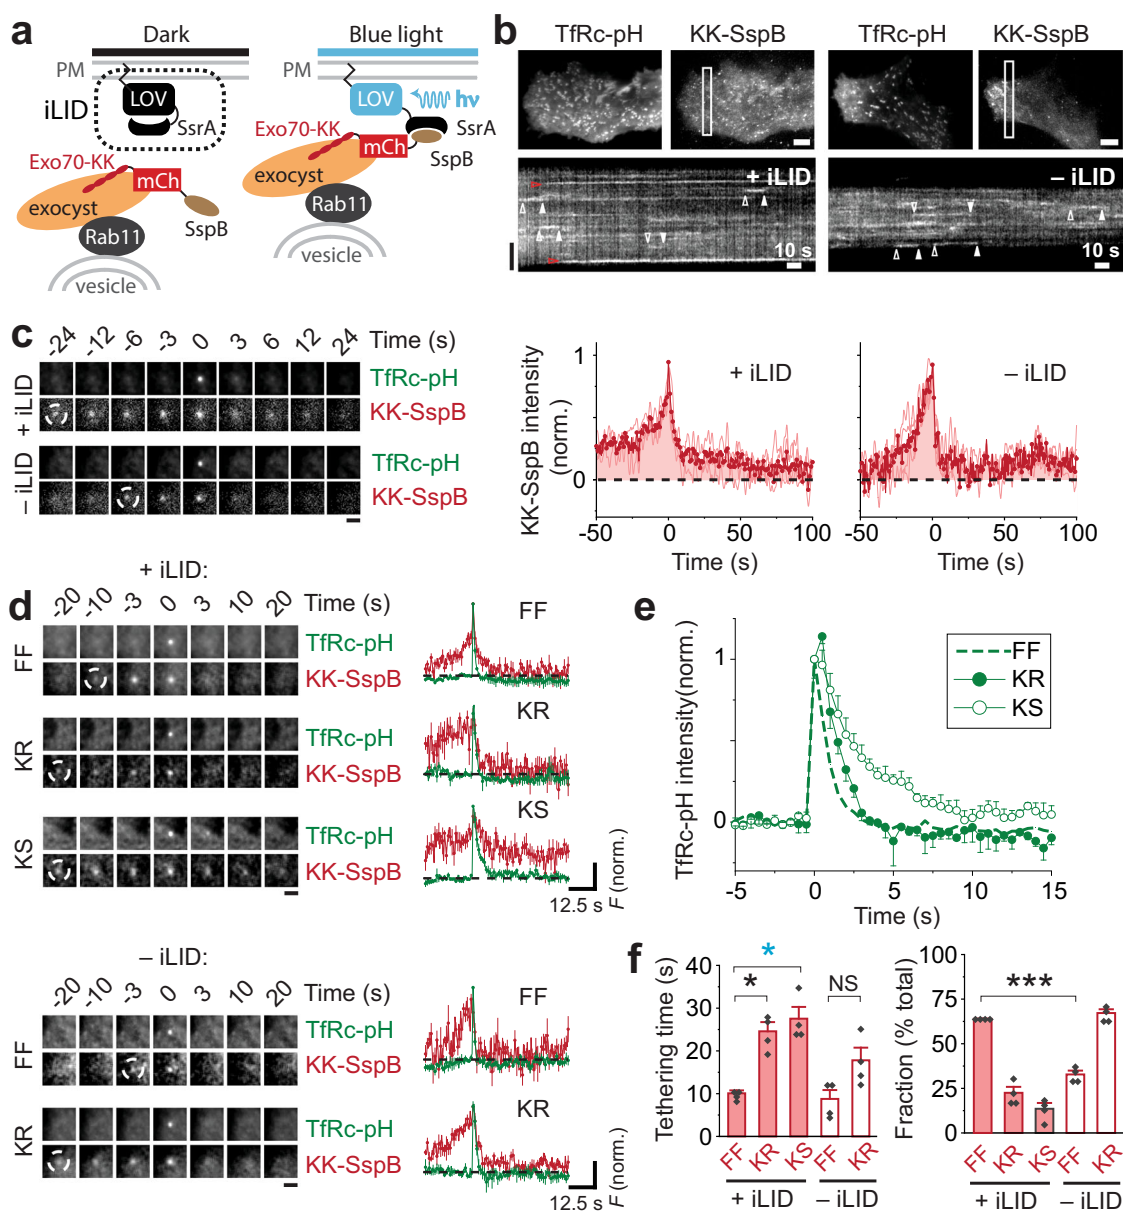 a
Dark
Blue light
PM
iLID
LOV
SsrA
Exo70-KK
mCh
exocyst
SspB
Rab11
vesicle
PM
LOV
hν
SsrA
Exo70-KK
mCh
SspB
exocyst
Rab11
vesicle
b
TfRc-pH KK-SspB TfRc-pH KK-SspB
+ iLID
10 s
– iLID
10 s
c
-24 -12 -6 -3 0 3 6 12 24 Time (s)
+ iLID
TfRc-pH
KK-SspB
– iLID
TfRc-pH
KK-SspB
KK-SspB intensity
(norm.)
1
0
+ iLID
-50 0 50 100
Time (s)
1
0
– iLID
-50 0 50 100
Time (s)
d
+ iLID:
-20 -10 -3 0 3 10 20 Time (s)
FF
TfRc-pH
KK-SspB
FF
KR
TfRc-pH
KK-SspB
KR
KS
TfRc-pH
KK-SspB
KS
12.5 s
F (norm.)
– iLID:
-20 -10 -3 0 3 10 20 Time (s)
FF
TfRc-pH
KK-SspB
FF
KR
TfRc-pH
KK-SspB
KR
12.5 s
F (norm.)
e
TfRc-pH intensity(norm.)
1
0
FF
KR
KS
-5 0 5 10 15
Time (s)
f
Tethering time (s)
40
30
20
10
0
*
*
NS
FF KR KS FF KR
+ iLID – iLID
Fraction (% total)
100
75
50
25
0
***
FF KR KS FF KR
+ iLID – iLID